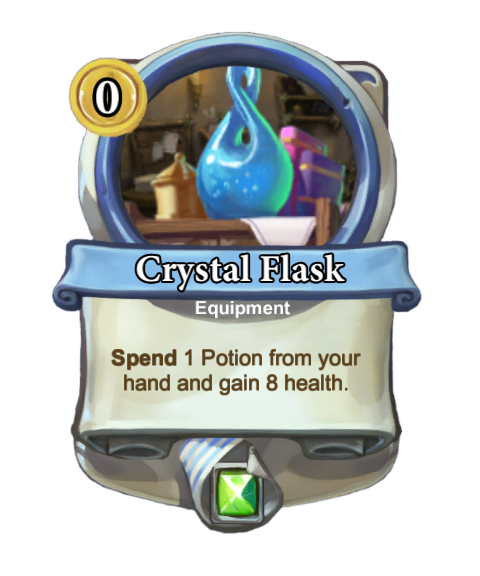 0
Crystal Flask
Equipment
Spend 1 Potion from your
hand and gain 8 health.